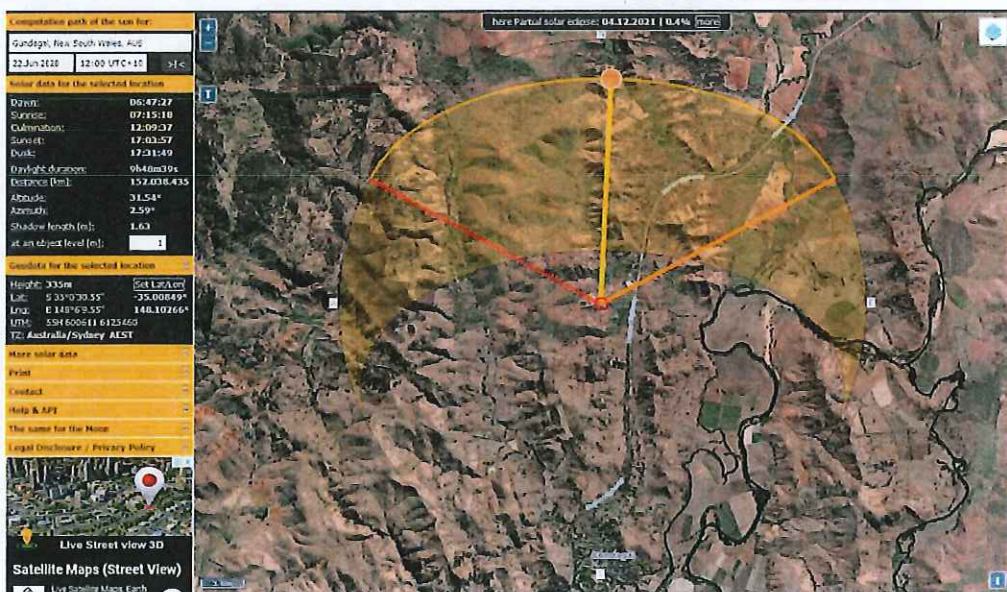 Computation path of the sun for:
Gundagai, New South Wales, AUS
22.Jun 2020 12:00 UTC+10 >|<
Solar data for the selected location
Dawn: 06:47:27
Sunrise: 07:15:18
Culmination: 12:09:37
Sunset: 17:03:57
Dusk: 17:31:49
Daylight duration: 9h48m39s
Distance [km]: 152.038.435
Altitude: 31.54°
Azimuth: 2.59°
Shadow length [m]: 1.63
at an object level [m]: 1
Geodata for the selected location
Height: 335m Set Lat/Lon
Lat: -35.00849°
Lng: E 148°6'9.55" 148.10266°
UTM: 55H 600611 6125460
TZ: Australia/Sydney AEST
More solar data
Print
Contact
Help & API
The same for the Moon
Legal Disclosure / Privacy Policy
Live Street view 3D
Satellite Maps (Street View)
Live Satellite Maps, Earth
here Partial solar eclipse: 04.12.2021 | 0.4% more